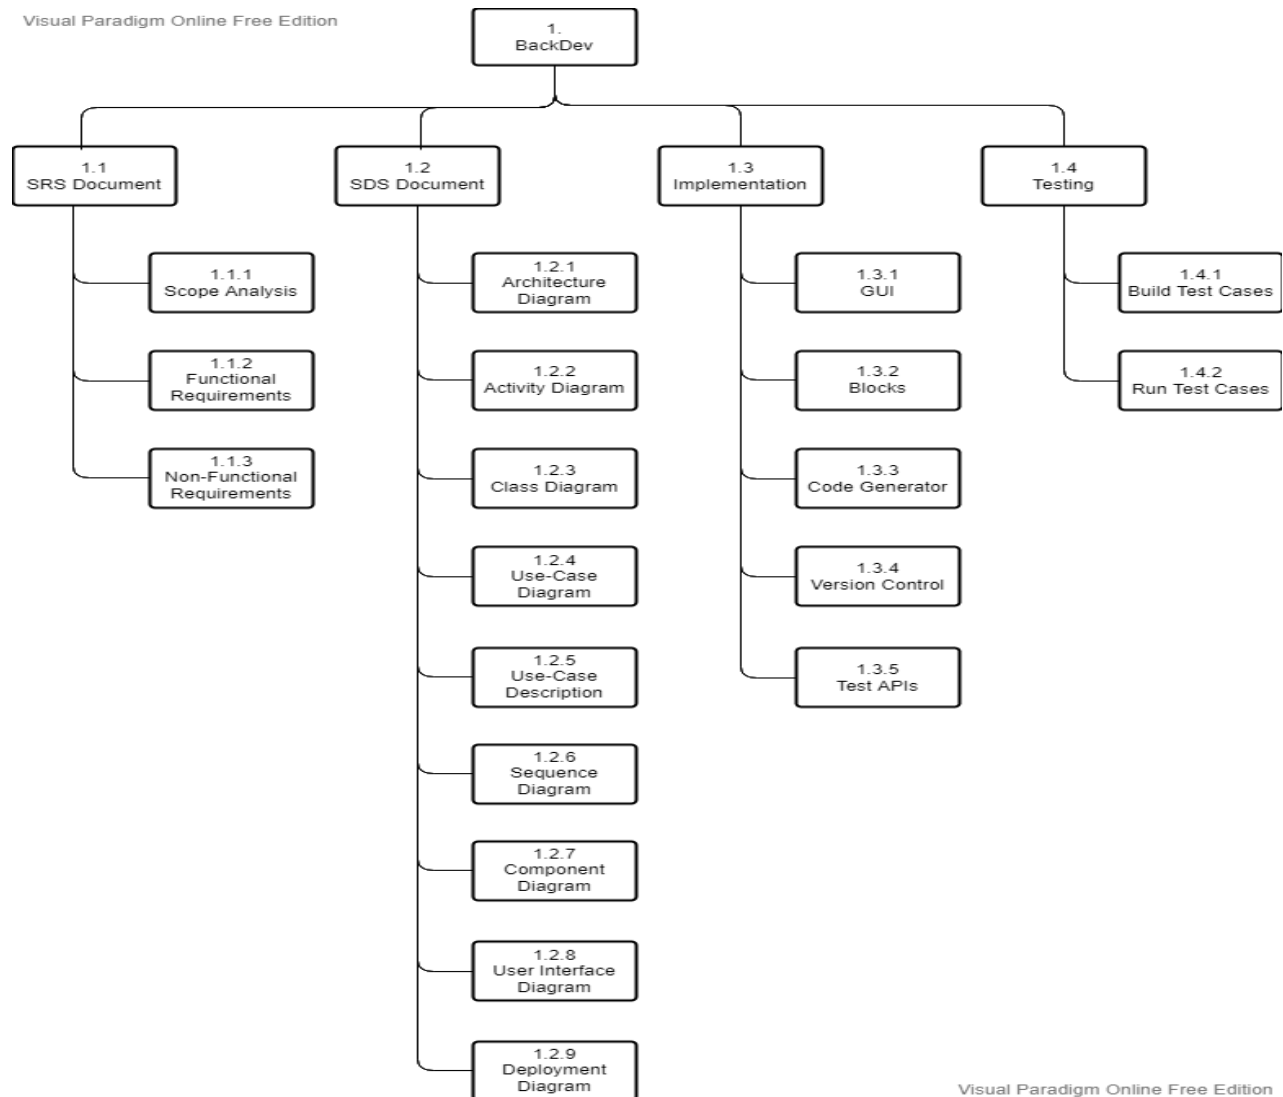 Visual Paradigm Online Free Edition
1.
BackDev
1.1
SRS Document
1.2
SDS Document
1.3
Implementation
1.4
Testing
1.1.1
Scope Analysis
1.1.2
Functional
Requirements
1.1.3
Non-Functional
Requirements
1.2.1
Architecture
Diagram
1.2.2
Activity Diagram
1.2.3
Class Diagram
1.2.4
Use-Case
Diagram
1.2.5
Use-Case
Description
1.2.6
Sequence
Diagram
1.2.7
Component
Diagram
1.2.8
User Interface
Diagram
1.2.9
Deployment
Diagram
1.3.1
GUI
1.3.2
Blocks
1.3.3
Code Generator
1.3.4
Version Control
1.3.5
Test APIs
1.4.1
Build Test Cases
1.4.2
Run Test Cases
Visual Paradigm Online Free Edition